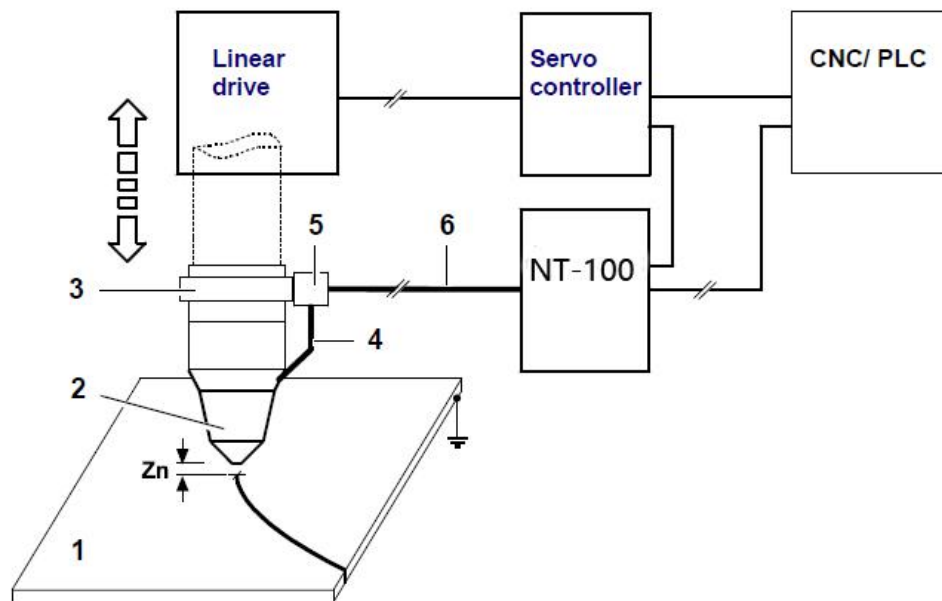 Linear
drive
Servo
controller
CNC/ PLC
5
6
NT-100
3
4
2
Zn
1